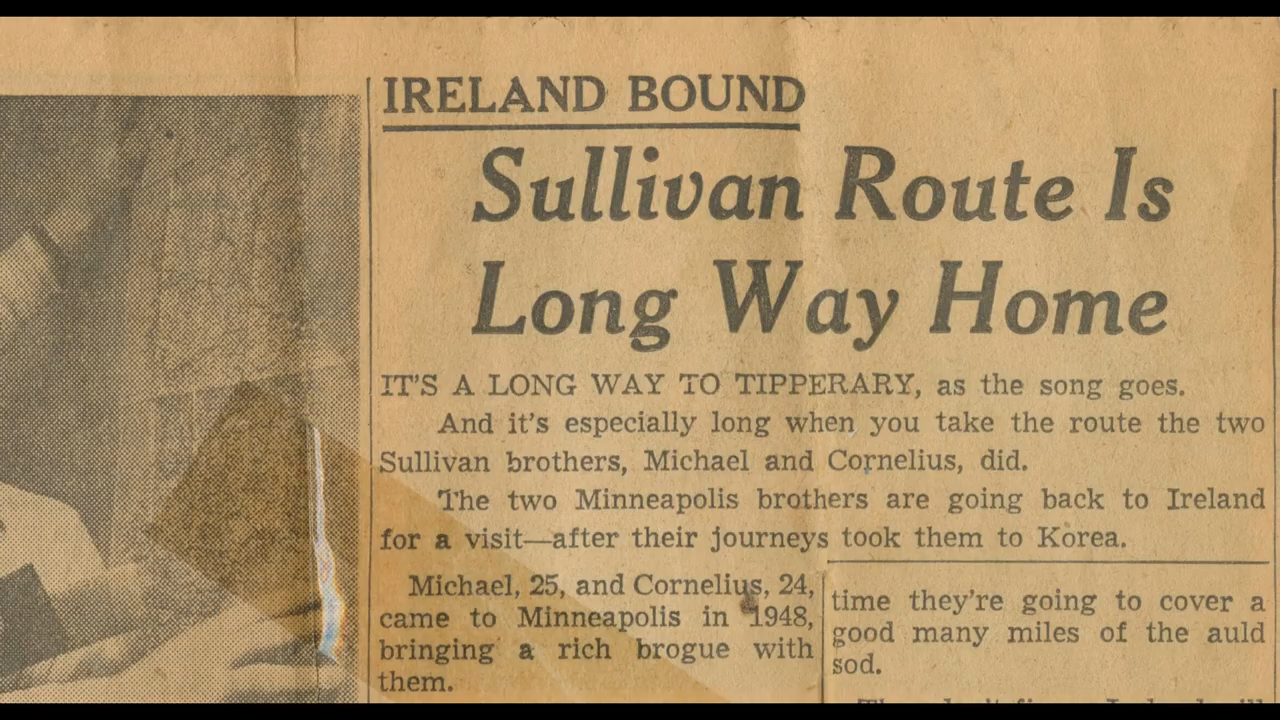 IRELAND BOUND
Sullivan Route Is
Long Way Home
IT'S A LONG WAY TO TIPPERARY, as the song goes.
And it's especially long when you take the route the two
Sullivan brothers, Michael and Cornelius, did.
The two Minneapolis brothers are going back to Ireland
for a visit—after their journeys took them to Korea.
Michael, 25, and Cornelius, 24,
came to Minneapolis in 1948,
bringing a rich brogue with
them.
time they're going to cover a
good many miles of the auld
sod.